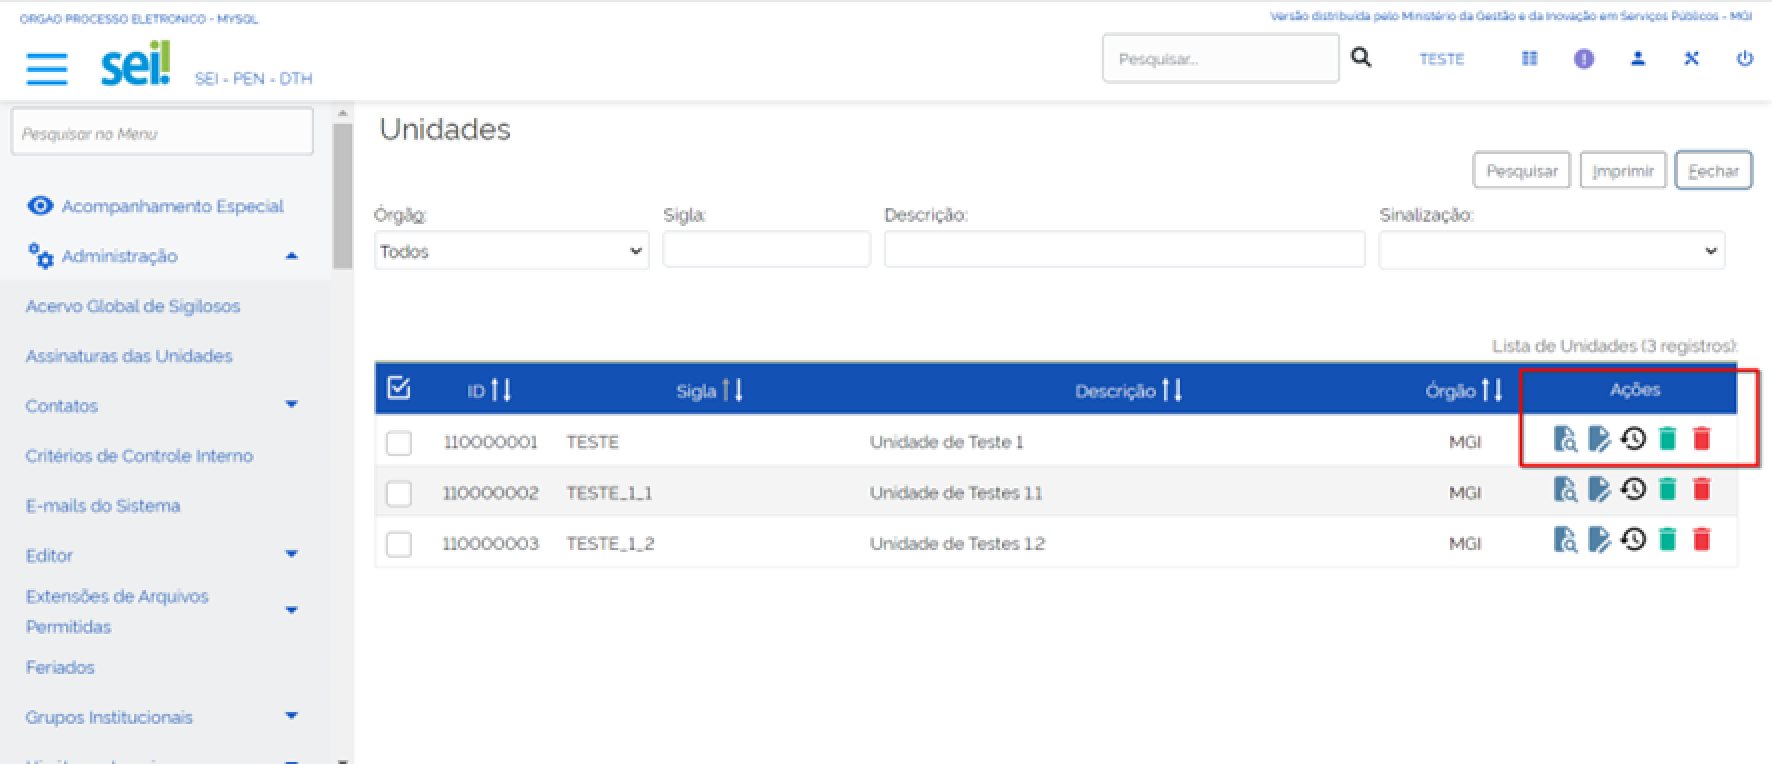 ORGAO PROCESSO ELETRONICO - MYSQL
Versão distribuída pelo Ministério da Gestão e da Inovação em Serviços Públicos - MGI
sei!
SEI - PEN - DTH
Pesquisar...
TESTE
Pesquisar no Menu
Acompanhamento Especial
Administração
Acervo Global de Sigilosos
Assinaturas das Unidades
Contatos
Critérios de Controle Interno
E-mails do Sistema
Editor
Extensões de Arquivos
Permitidas
Feriados
Grupos Institucionais
Unidades
Pesquisar Imprimir Fechar
Órgão: Sigla: Descrição: Sinalização:
Todos
Lista de Unidades (3 registros):
ID Sigla Descrição Órgão Ações
110000001 TESTE Unidade de Teste 1 MGI
110000002 TESTE_1_1 Unidade de Testes 1.1 MGI
110000003 TESTE_1_2 Unidade de Testes 1.2 MGI